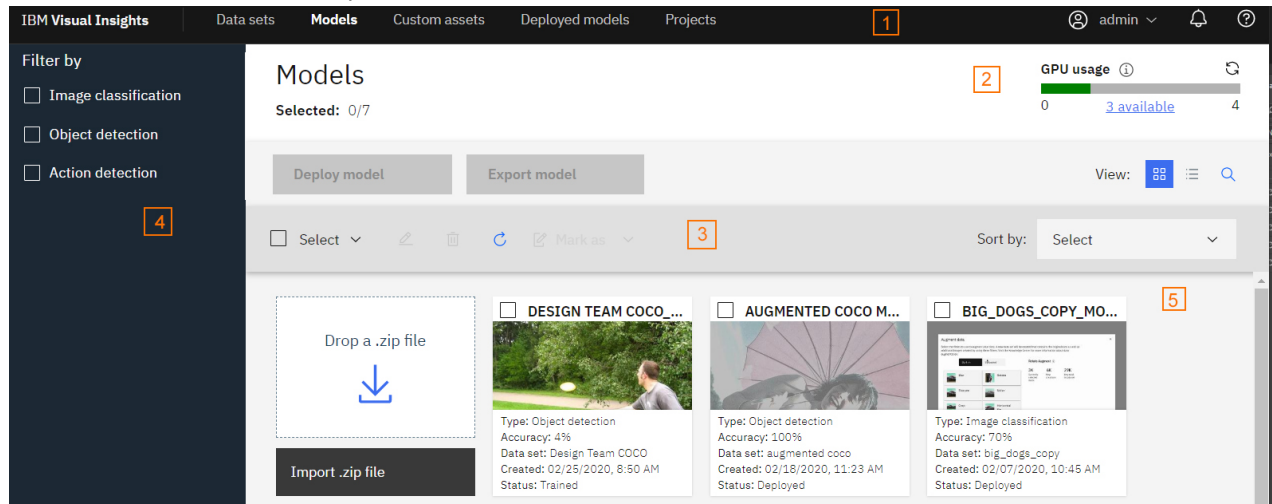 IBM Visual Insights Data sets Models Custom assets Deployed models Projects 1 admin
Filter by
Image classification
Object detection
Action detection
4
Models
Selected: 0/7
2
GPU usage
0 3 available 4
Deploy model Export model View:
Select Mark as 3 Sort by: Select
5
Drop a .zip file
Import .zip file
DESIGN TEAM COCO_...
Type: Object detection
Accuracy: 4%
Data set: Design Team COCO
Created: 02/25/2020, 8:50 AM
Status: Trained
AUGMENTED COCO M...
Type: Object detection
Accuracy: 100%
Data set: augmented coco
Created: 02/18/2020, 11:23 AM
Status: Deployed
BIG_DOGS_COPY_MO...
Augment data
Type: Image classification
Accuracy: 70%
Data set: big_dogs_copy
Created: 02/07/2020, 10:45 AM
Status: Deployed